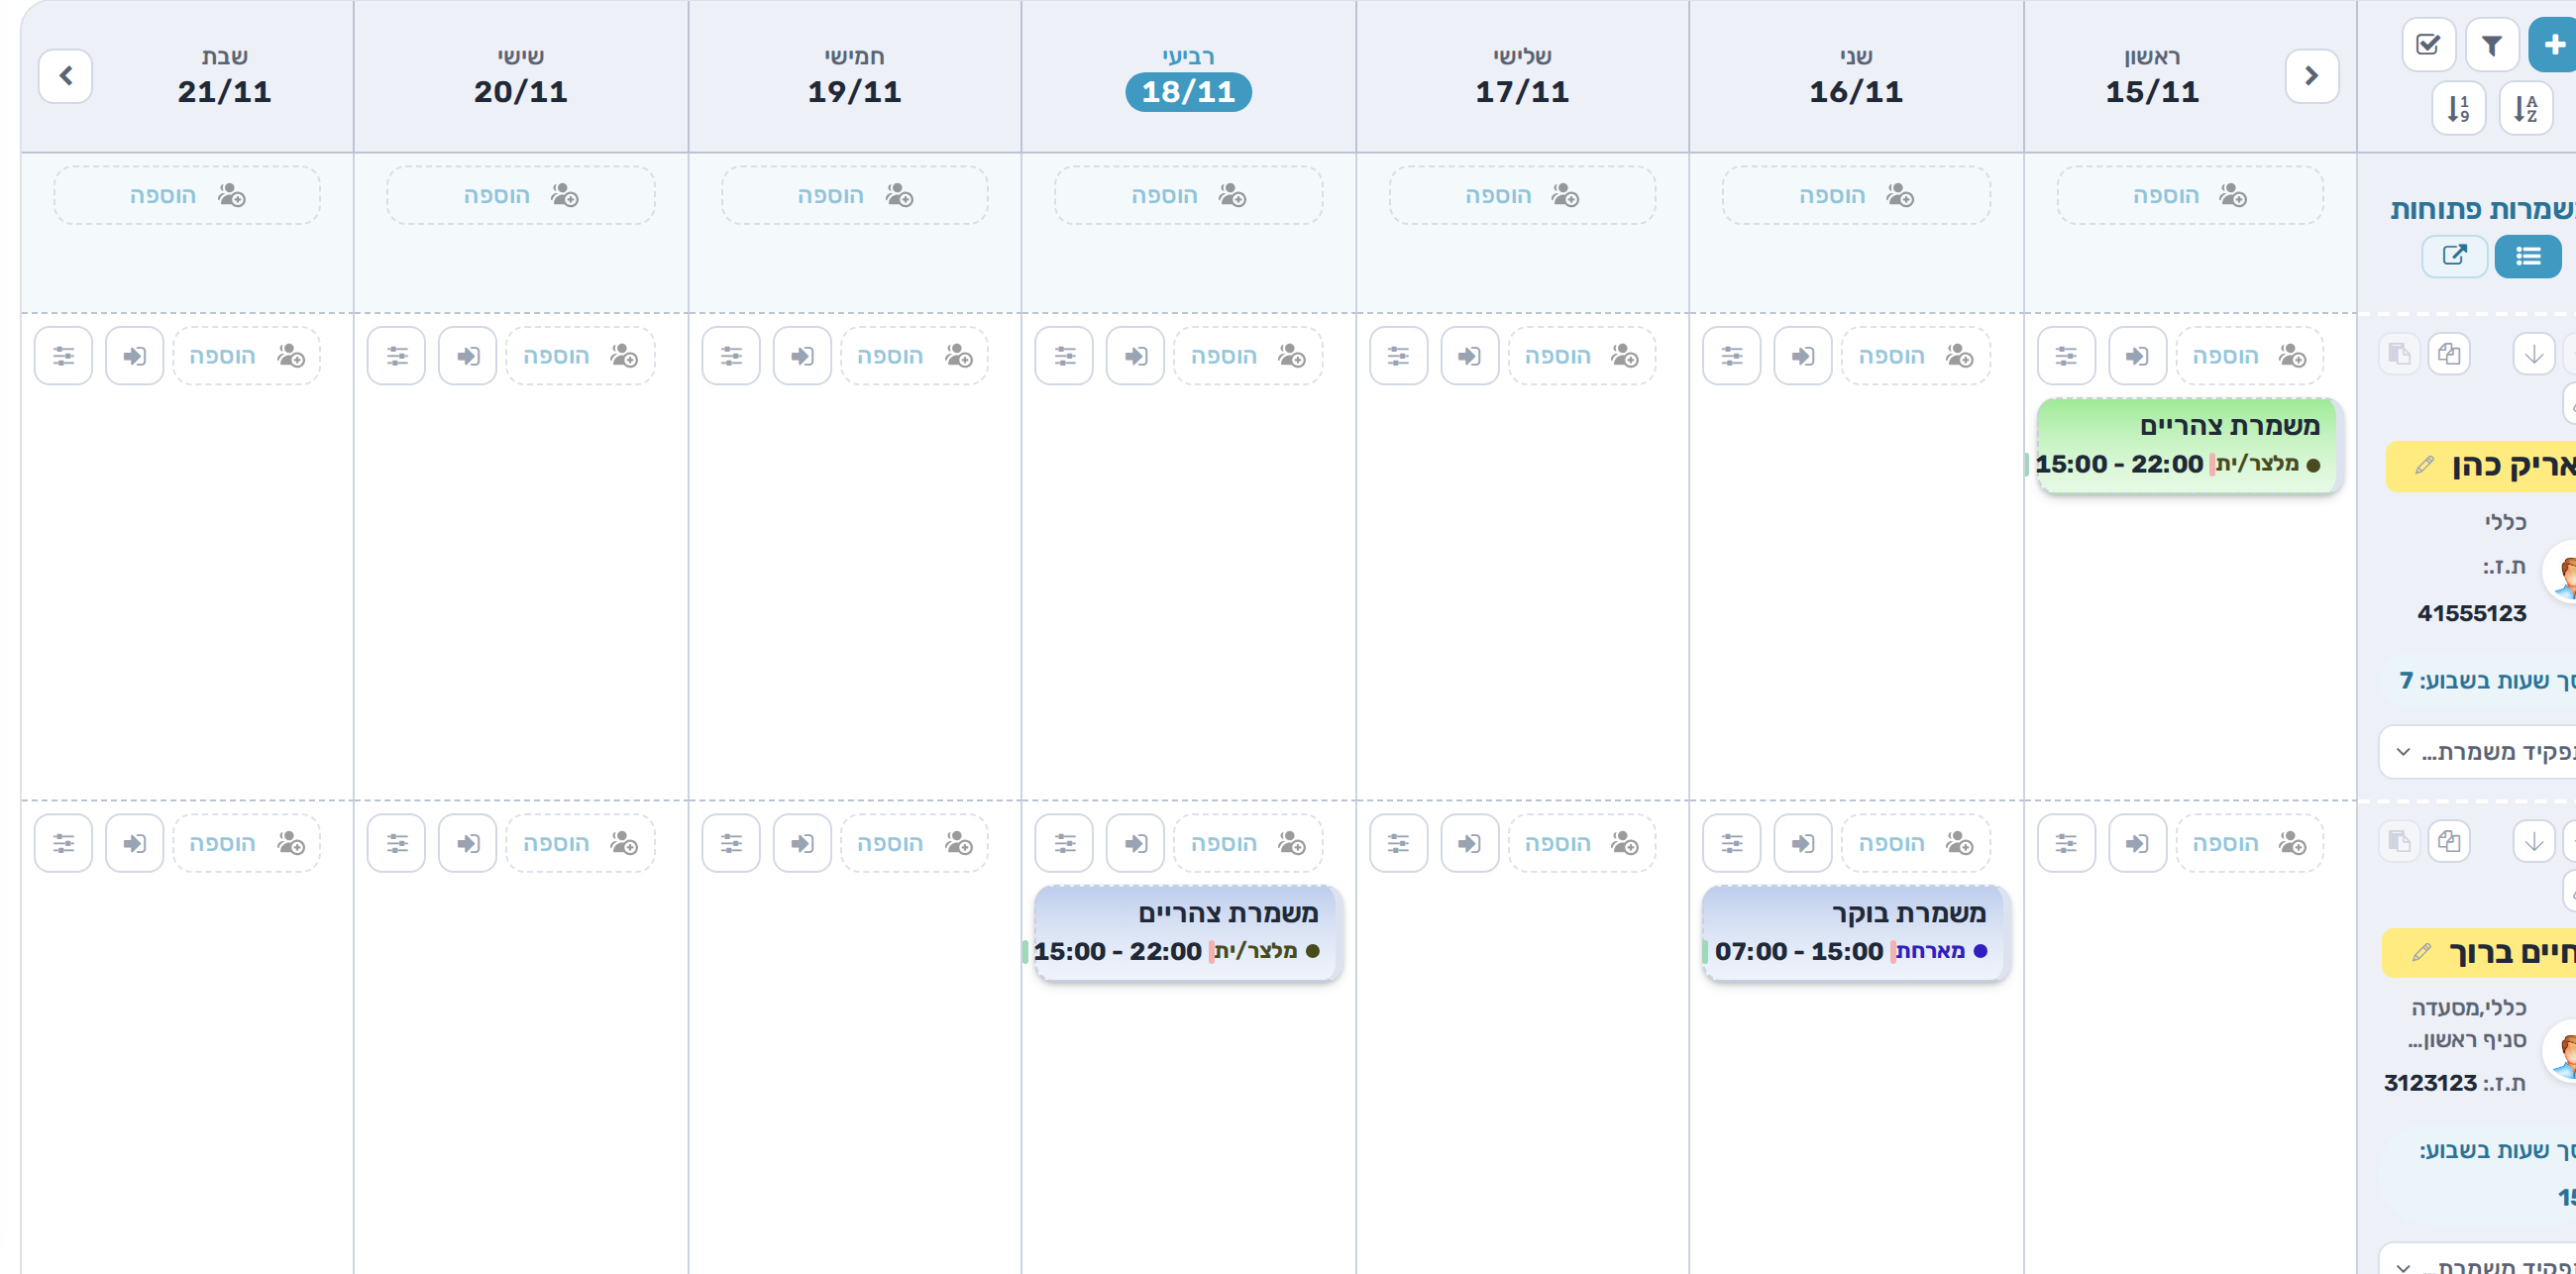 ראשון
15/11
שני
16/11
שלישי
17/11
רביעי
18/11
חמישי
19/11
שישי
20/11
שבת
21/11
פתוחות
הוספה
הוספה
הוספה
הוספה
הוספה
הוספה
הוספה
הוספה
הוספה
הוספה
הוספה
הוספה
הוספה
הוספה
כהן
כללי
ת.ז.:
41555123
שעות בשבוע: 7
משמרת...
משמרת צהריים
מלצר/ית 15:00 - 22:00
הוספה
הוספה
הוספה
הוספה
הוספה
הוספה
הוספה
ברוך
כללי,מסעדה
סניף ראשון...
ת.ז.: 3123123
שעות בשבוע:
משמרת...
משמרת בוקר
מארחת 07:00 - 15:00
משמרת צהריים
מלצר/ית 15:00 - 22:00